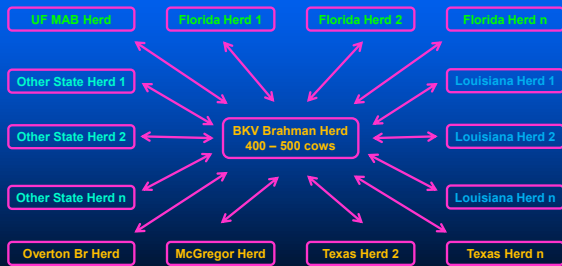 UF MAB Herd
Florida Herd 1
Florida Herd 2
Florida Herd n
Other State Herd 1
Louisiana Herd 1
BKV Brahman Herd
400 – 500 cows
Other State Herd 2
Louisiana Herd 2
Other State Herd n
Louisiana Herd n
Overton Br Herd
McGregor Herd
Texas Herd 2
Texas Herd n